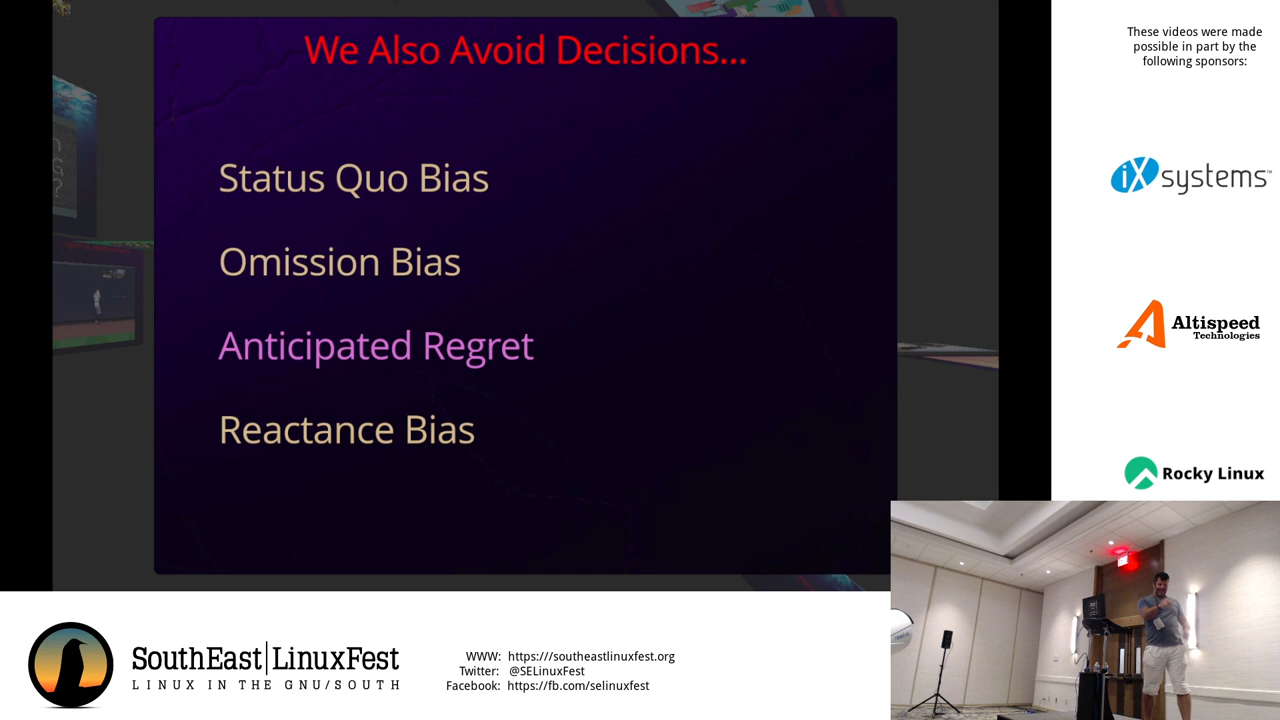 We Also Avoid Decisions...
Status Quo Bias
Omission Bias
Anticipated Regret
Reactance Bias
These videos were made
possible in part by the
following sponsors:
iXsystems™
Altispeed
Technologies
Rocky Linux
SouthEast|LinuxFest
LINUX IN THE GNU/SOUTH
WWW: https:///southeastlinuxfest.org
Twitter: @SELinuxFest
Facebook: https://fb.com/selinuxfest